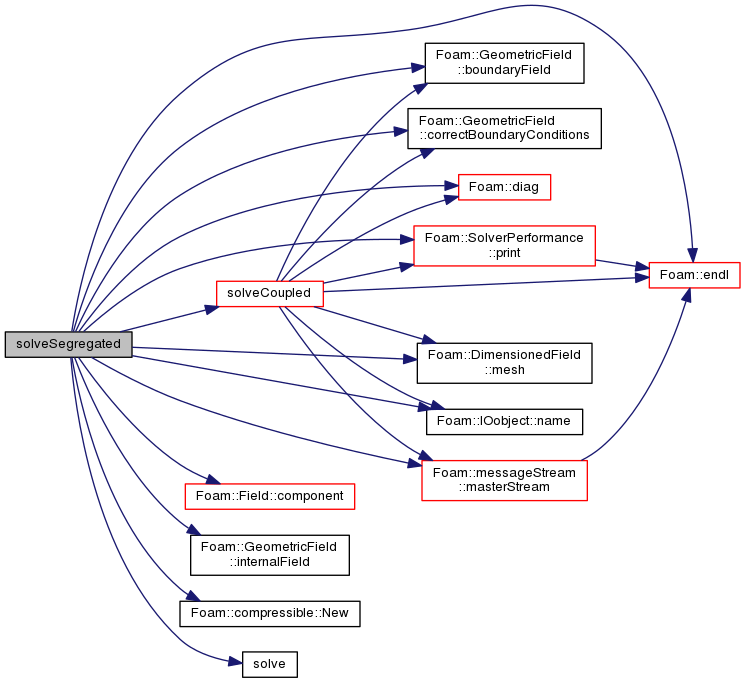 Foam::GeometricField
::boundaryField
Foam::GeometricField
::correctBoundaryConditions
Foam::diag
Foam::SolverPerformance
::print
Foam::endl
solveCoupled
solveSegregated
Foam::DimensionedField
::mesh
Foam::IOobject::name
Foam::messageStream
::masterStream
Foam::Field::component
Foam::GeometricField
::internalField
Foam::compressible::New
solve